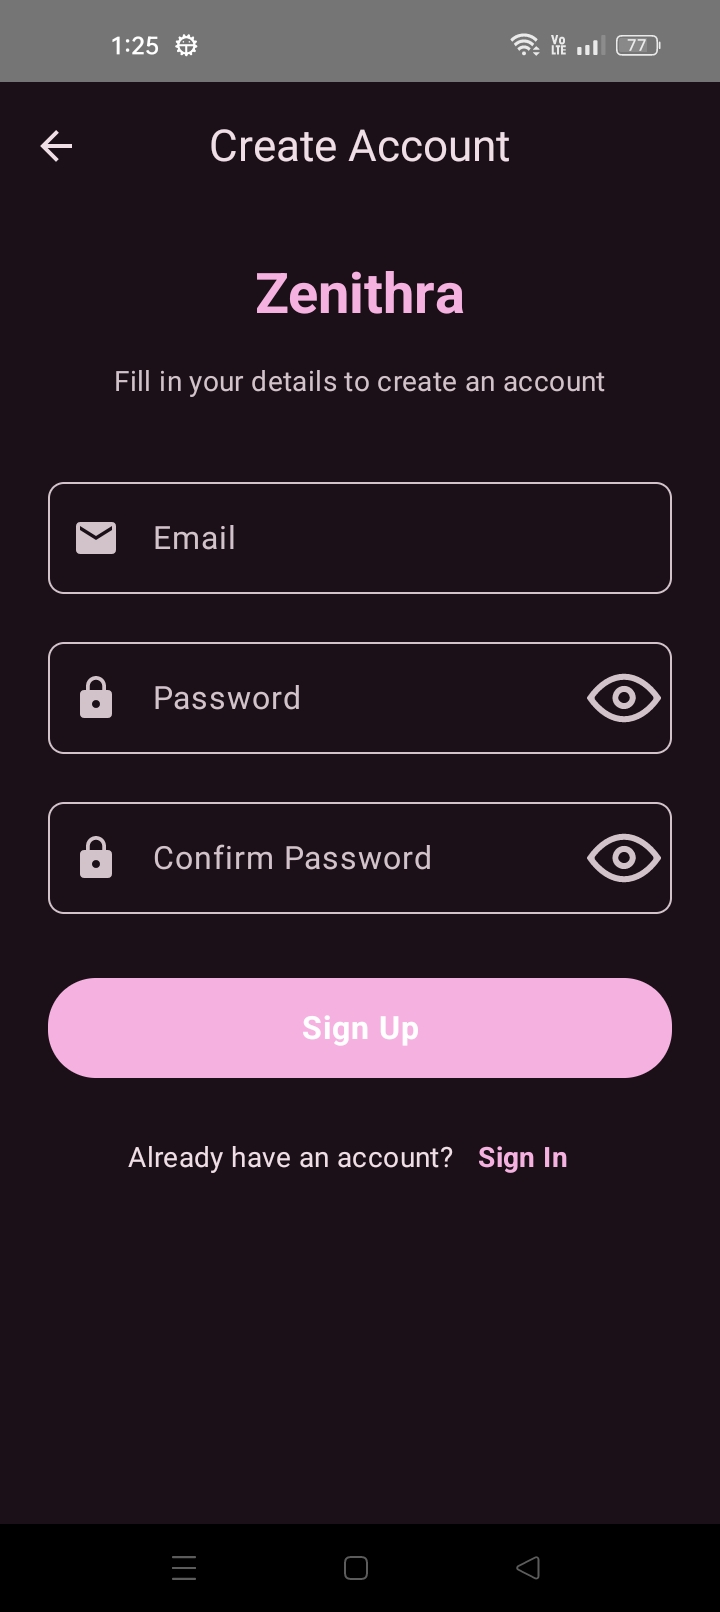 1:25 Vo LTE 77
Create Account
Zenithra
Fill in your details to create an account
Email
Password
Confirm Password
Sign Up
Already have an account? Sign In